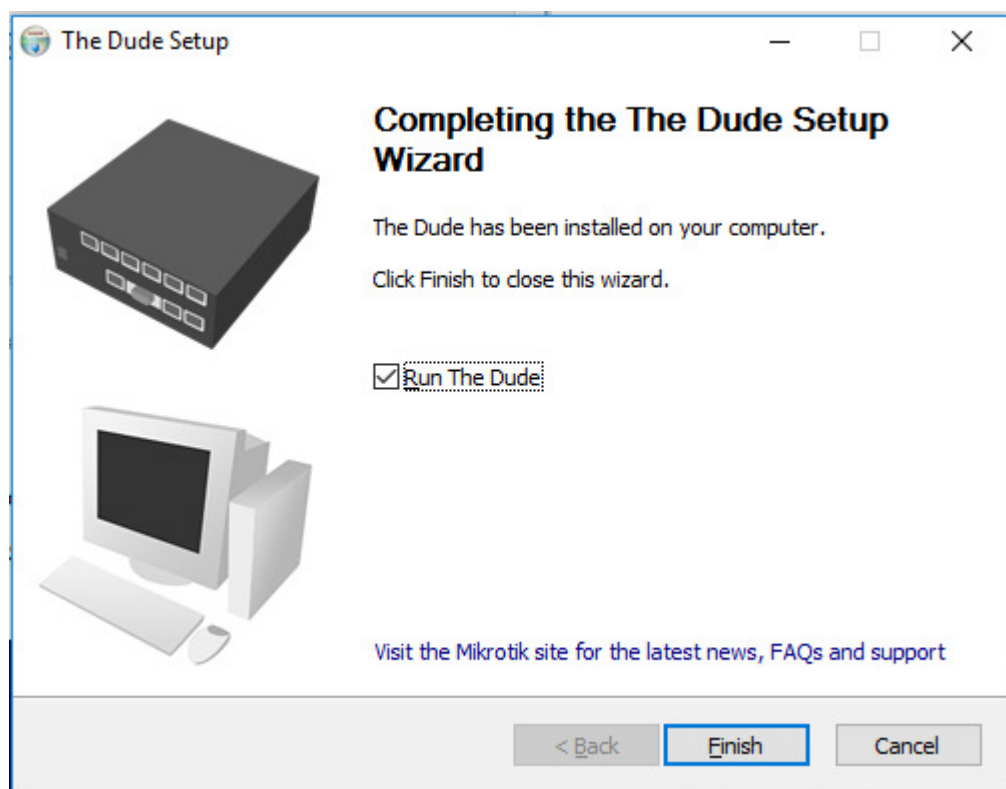 The Dude Setup
Completing the The Dude Setup
Wizard
The Dude has been installed on your computer.
Click Finish to close this wizard.
Run The Dude
Visit the Mikrotik site for the latest news, FAQs and support
< Back
Finish
Cancel